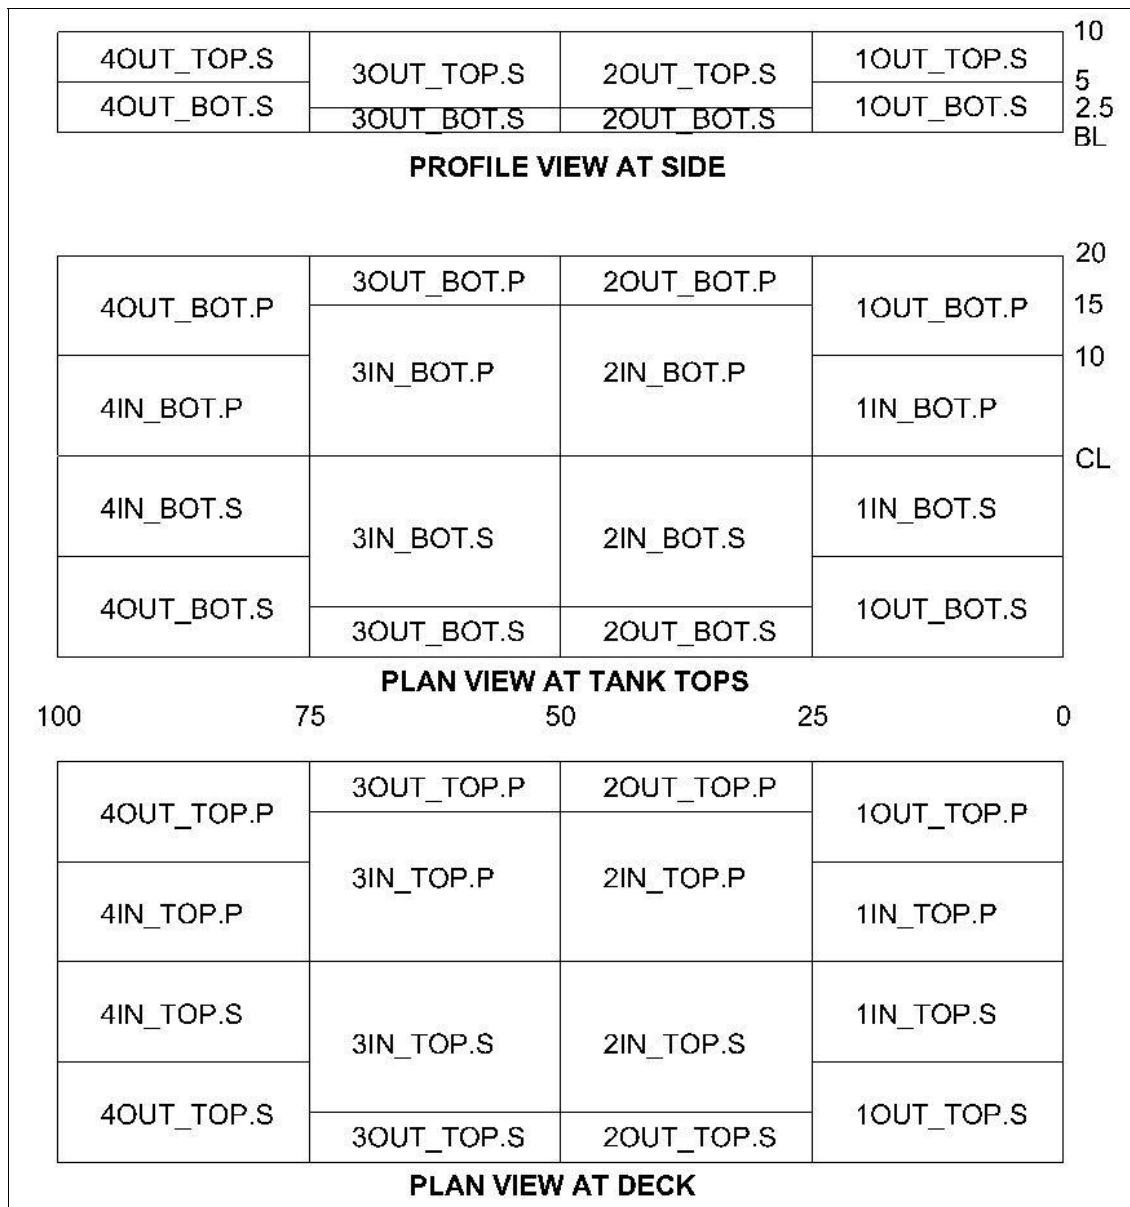 4OUT_TOP.S 3OUT_TOP.S 2OUT_TOP.S 1OUT_TOP.S 10
5
4OUT_BOT.S 3OUT_BOT.S 2OUT_BOT.S 1OUT_BOT.S 2.5
BL
PROFILE VIEW AT SIDE
20
3OUT_BOT.P 2OUT_BOT.P
4OUT_BOT.P 1OUT_BOT.P 15
10
3IN_BOT.P 2IN_BOT.P
4IN_BOT.P 1IN_BOT.P
CL
4IN_BOT.S 1IN_BOT.S
3IN_BOT.S 2IN_BOT.S
4OUT_BOT.S 1OUT_BOT.S
3OUT_BOT.S 2OUT_BOT.S
PLAN VIEW AT TANK TOPS
100 75 50 25 0
3OUT_TOP.P 2OUT_TOP.P
4OUT_TOP.P 1OUT_TOP.P
3IN_TOP.P 2IN_TOP.P
4IN_TOP.P 1IN_TOP.P
4IN_TOP.S 1IN_TOP.S
3IN_TOP.S 2IN_TOP.S
4OUT_TOP.S 1OUT_TOP.S
3OUT_TOP.S 2OUT_TOP.S
PLAN VIEW AT DECK